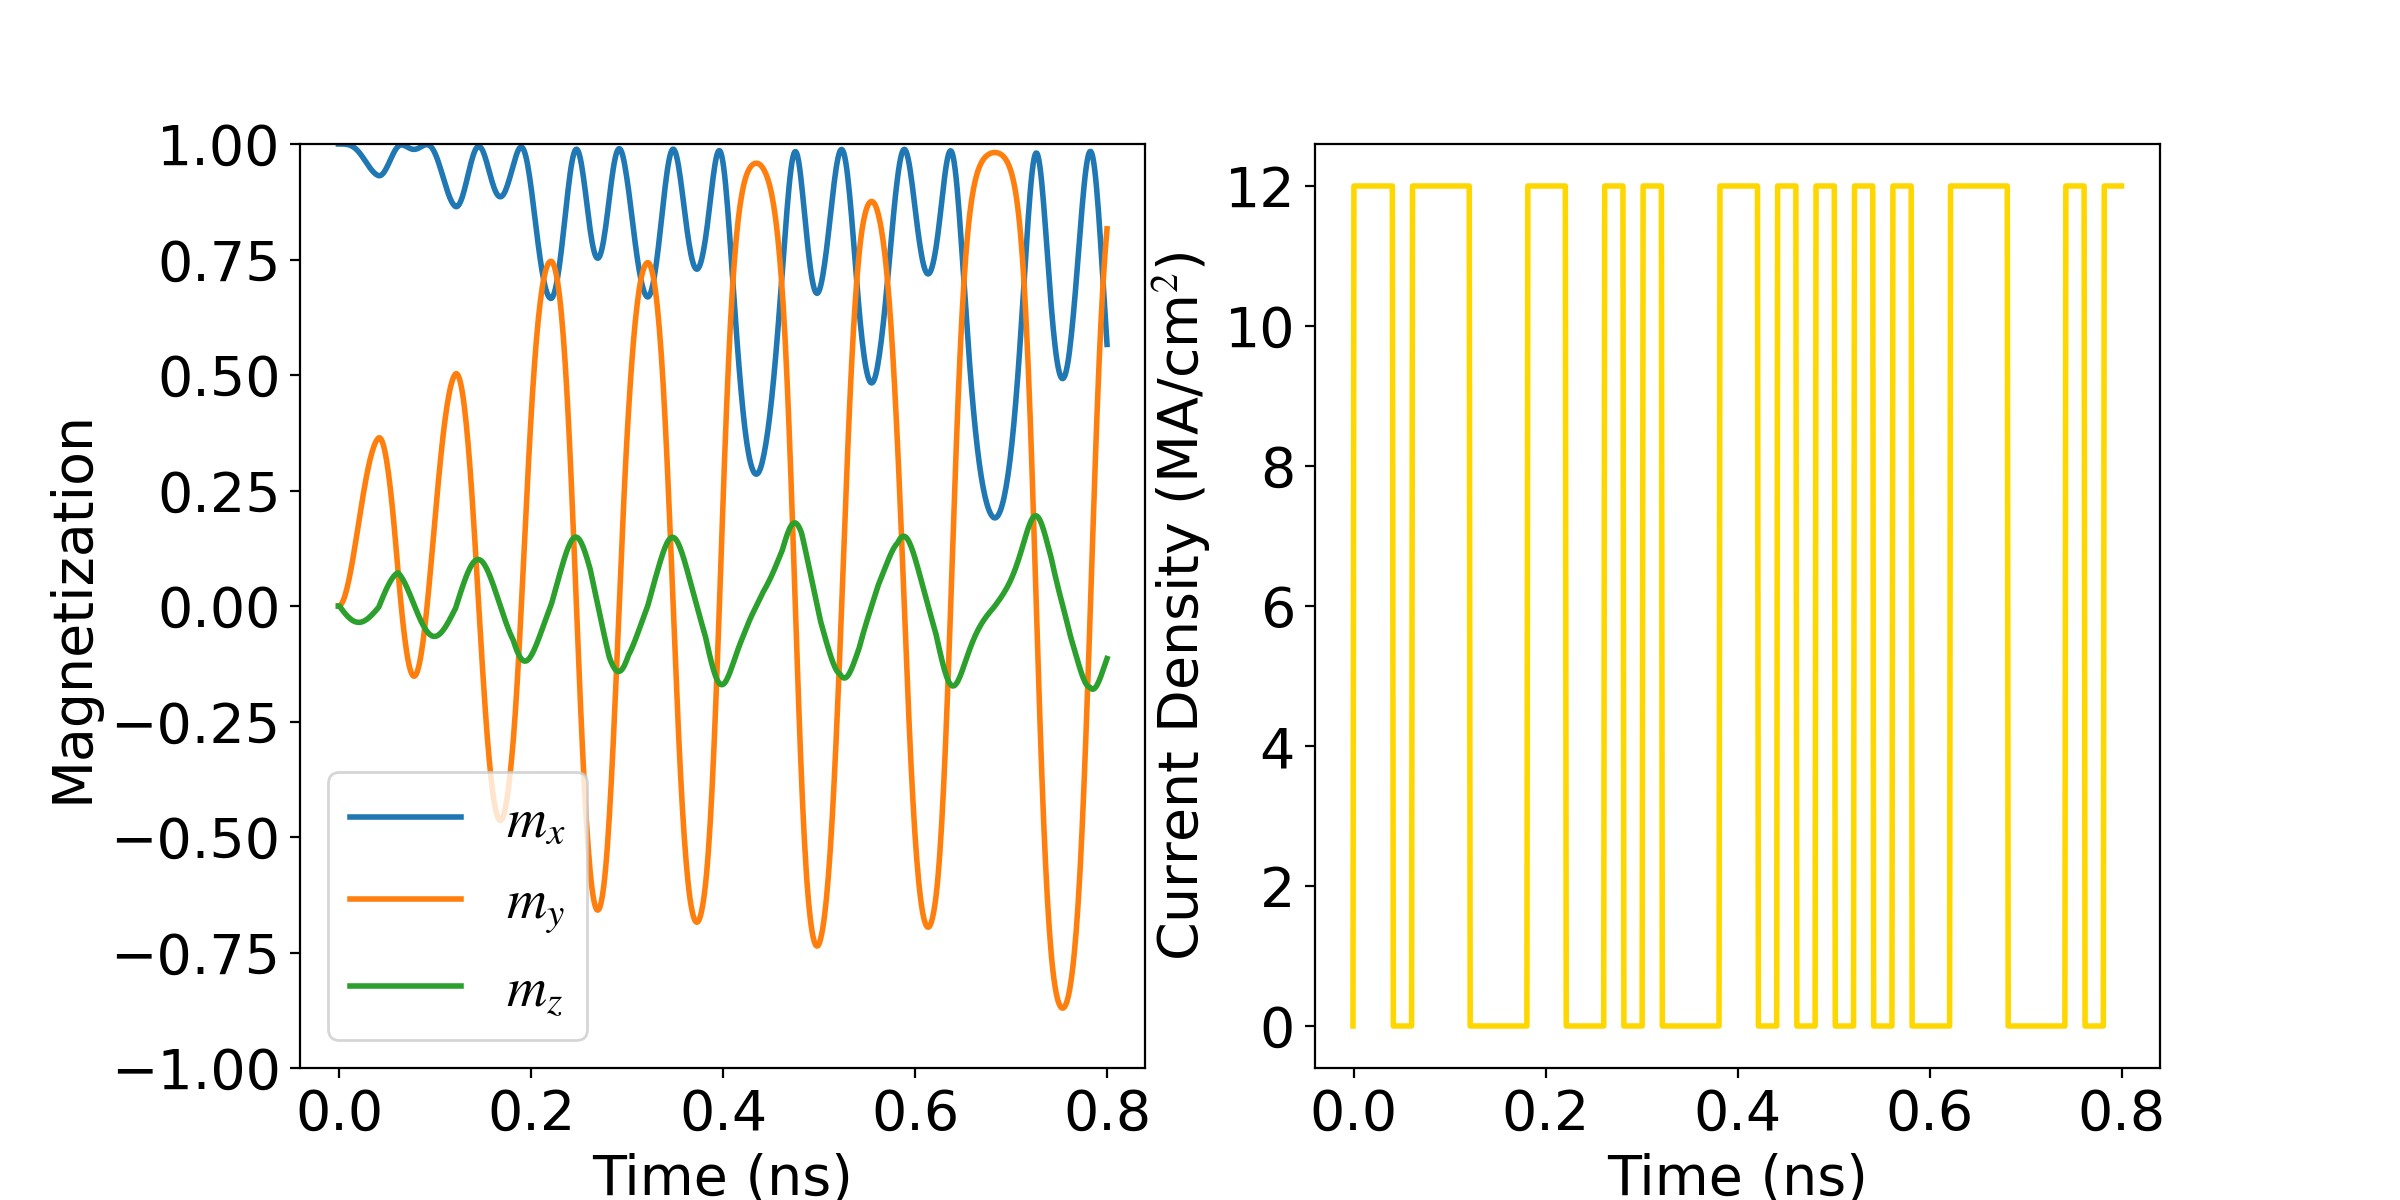 Magnetization
1.00
0.75
0.50
0.25
0.00
−0.25
−0.50
−0.75
−1.00
0.0 0.2 0.4 0.6 0.8
Time (ns)
m_x
m_y
m_z
Current Density (MA/cm²)
12
10
8
6
4
2
0
0.0 0.2 0.4 0.6 0.8
Time (ns)